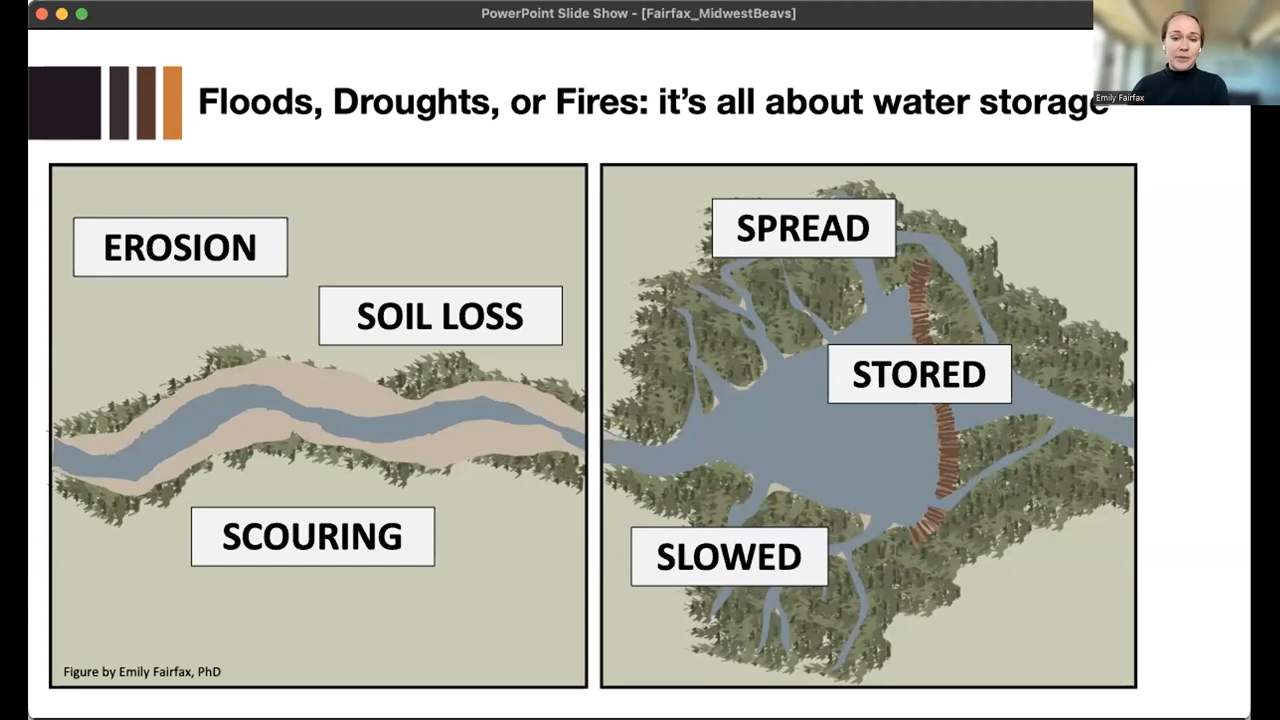 PowerPoint Slide Show - [Fairfax_MidwestBeavs]
Emily Fairfax
Floods, Droughts, or Fires: it's all about water storage
EROSION
SOIL LOSS
SCOURING
Figure by Emily Fairfax, PhD
SPREAD
STORED
SLOWED